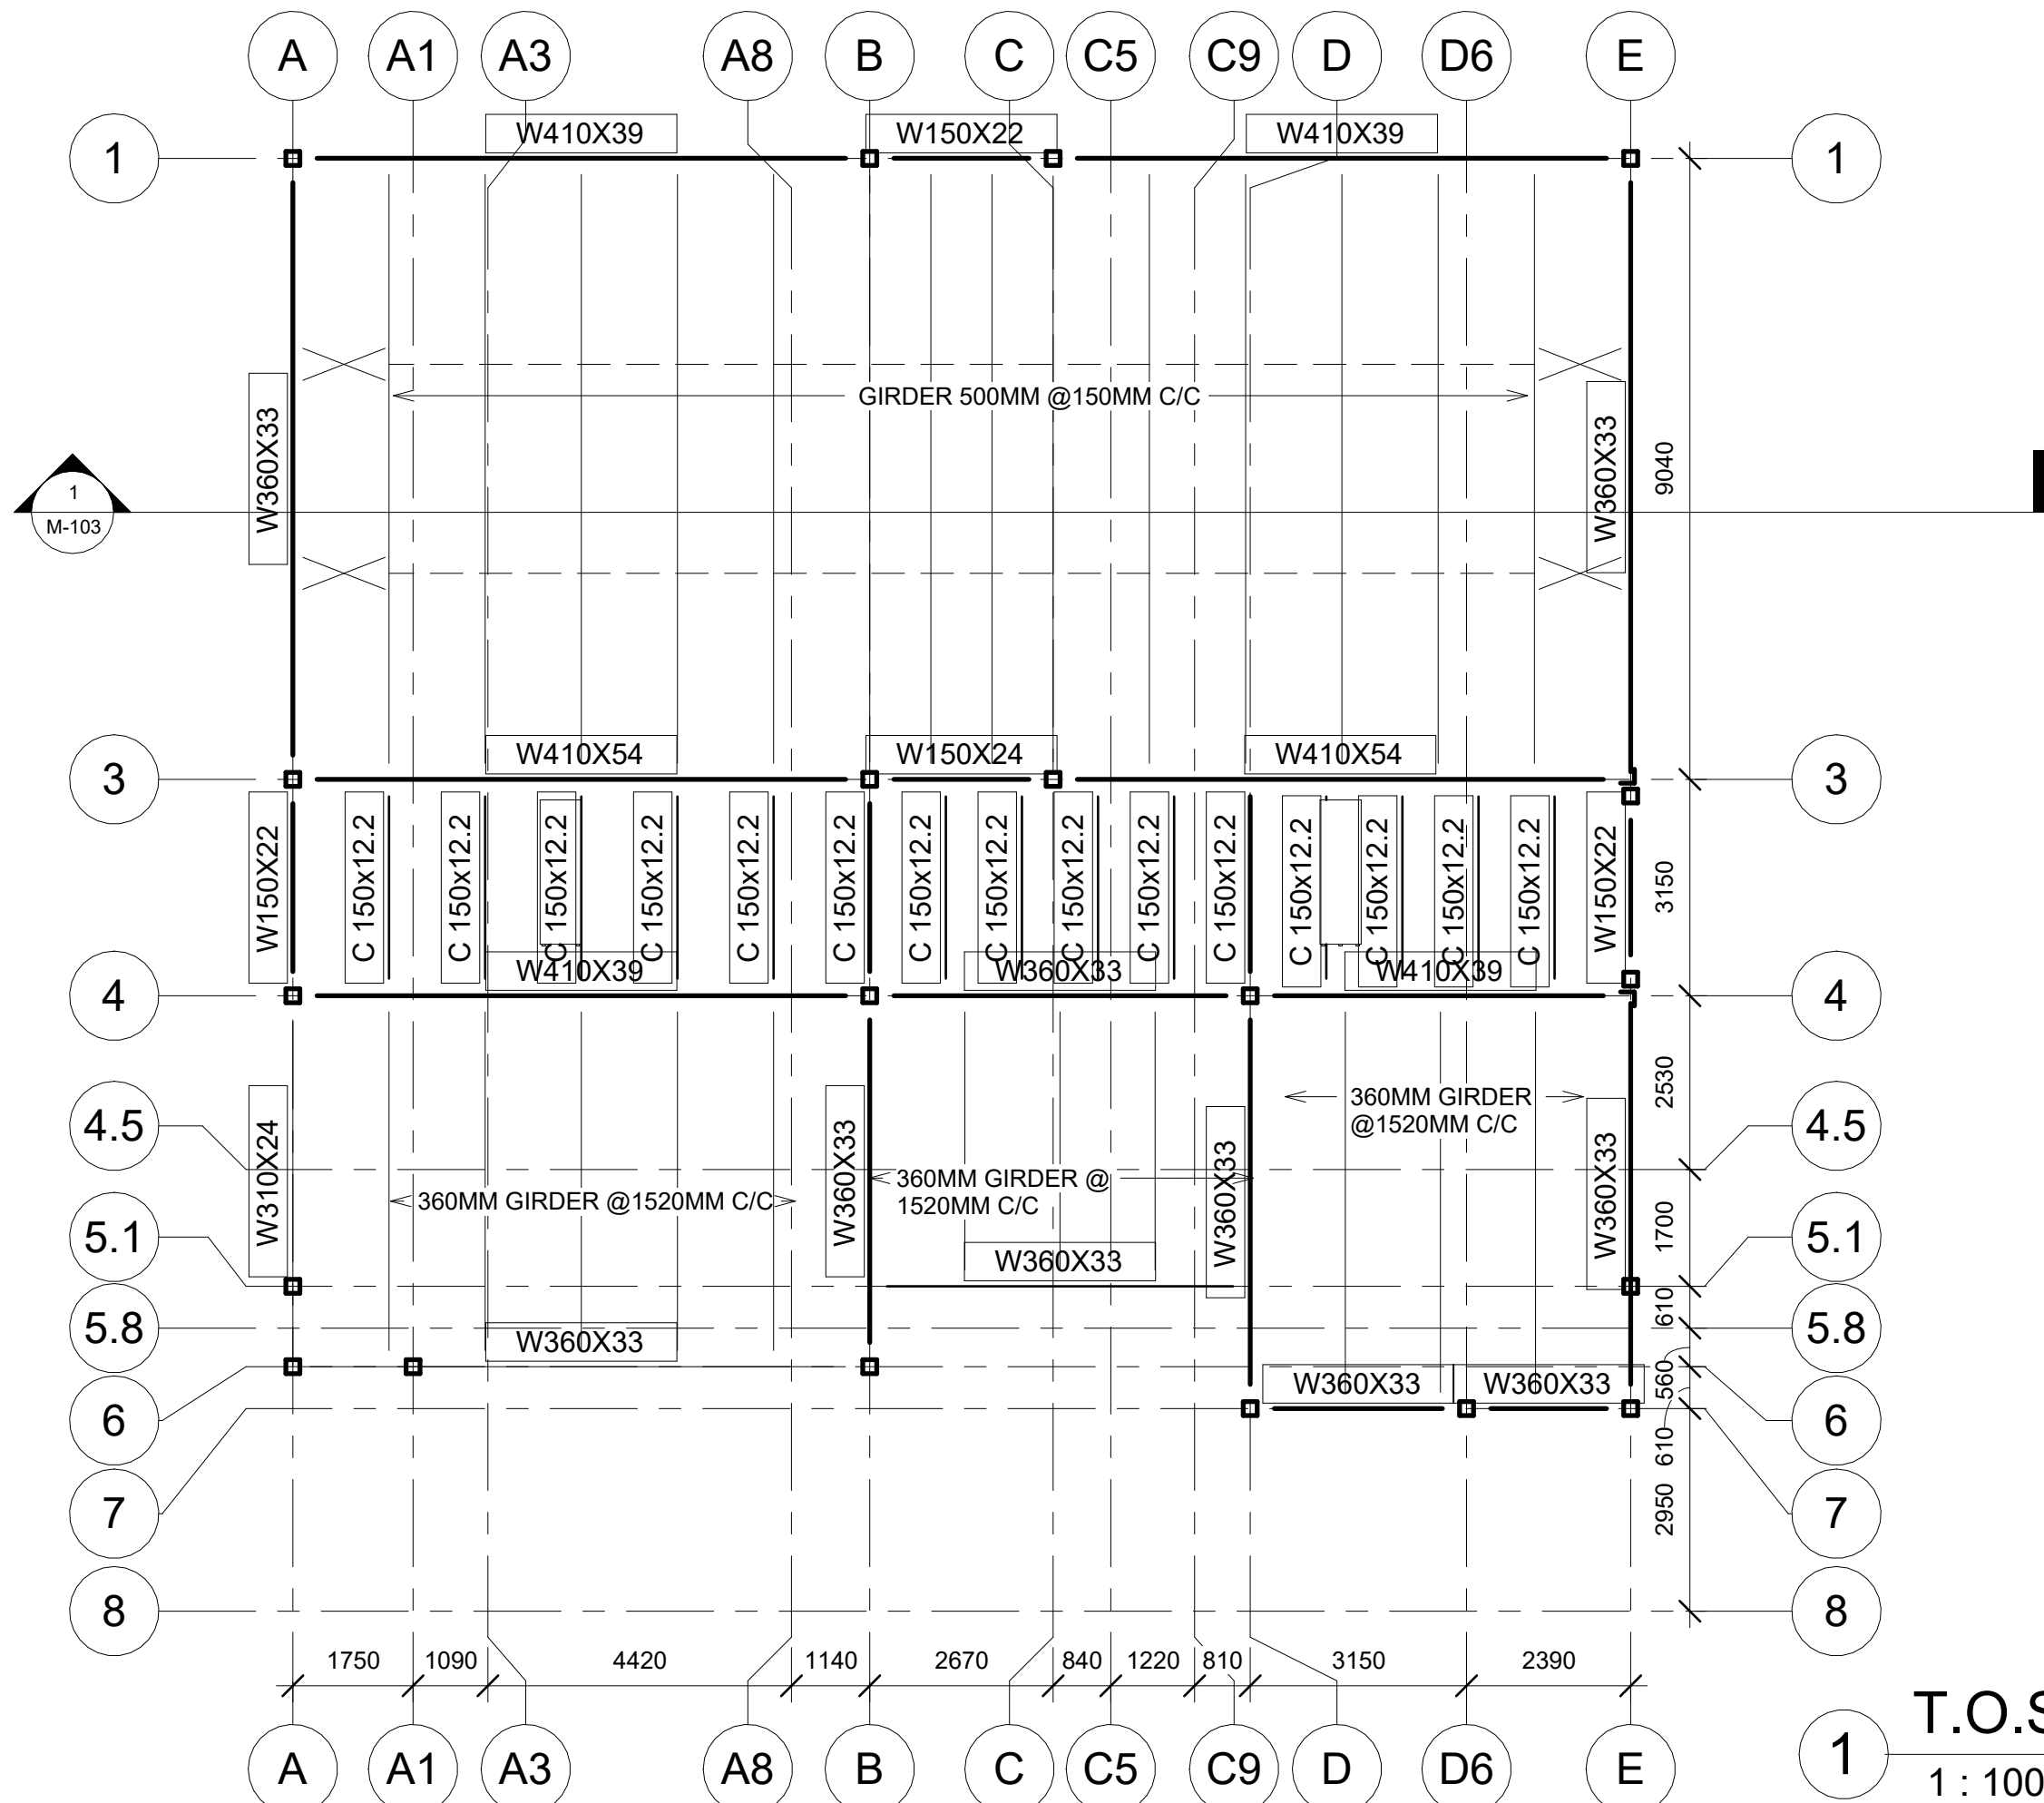 A A1 A3 A8 B C C5 C9 D D6 E
W410X39 W150X22 W410X39
1 1
GIRDER 500MM @150MM C/C
W360X33 W360X33 9040
1
M-103
W410X54 W150X24 W410X54
3 3
W150X22 C 150x12.2 C 150x12.2 C 150x12.2 C 150x12.2 C 150x12.2 C 150x12.2 C 150x12.2 C 150x12.2 C 150x12.2 C 150x12.2 C 150x12.2 C 150x12.2 C 150x12.2 C 150x12.2 C 150x12.2 W150X22 3150
W410X39 W360X33 W410X39
4 4
2530
360MM GIRDER
@1520MM C/C
4.5 4.5
W310X24 W360X33 W360X33 W360X33
360MM GIRDER @
1520MM C/C
360MM GIRDER @1520MM C/C
1700
5.1 5.1
W360X33
610
5.8 5.8
W360X33
560
W360X33 W360X33
6 6
610
2950
7 7
8 8
1750 1090 4420 1140 2670 840 1220 810 3150 2390
A A1 A3 A8 B C C5 C9 D D6 E
1
T.O.S
1 : 100